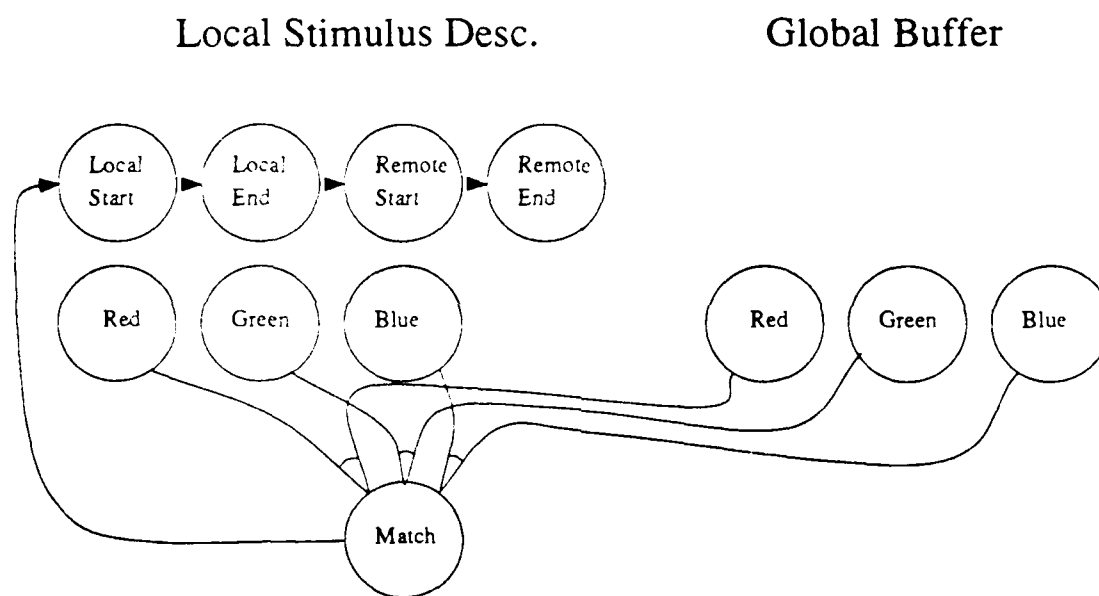 Local Stimulus Desc.
Global Buffer
Local
Start
Local
End
Remote
Start
Remote
End
Red
Green
Blue
Red
Green
Blue
Match